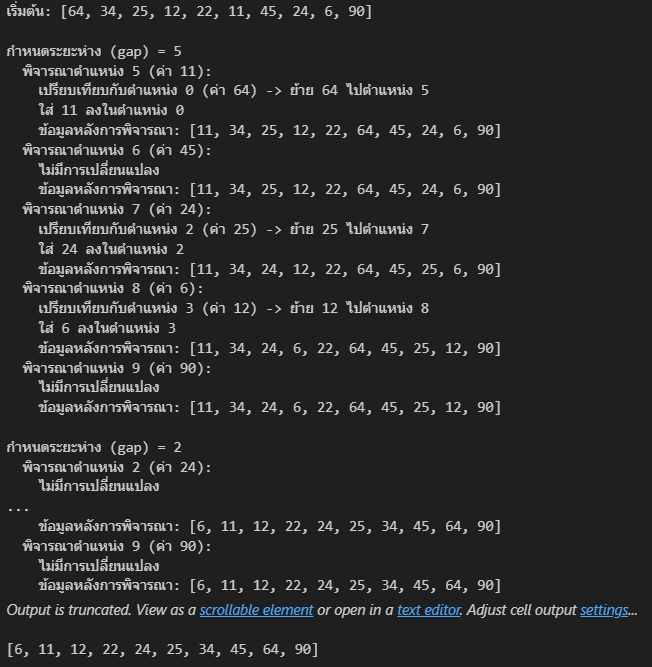 เริ่มต้น: [64, 34, 25, 12, 22, 11, 45, 24, 6, 90]
กำหนดระยะห่าง (gap) = 5
พิจารณาตำแหน่ง 5 (ค่า 11):
เปรียบเทียบกับตำแหน่ง 0 (ค่า 64) -> ย้าย 64 ไปตำแหน่ง 5
ใส่ 11 ลงในตำแหน่ง 0
ข้อมูลหลังการพิจารณา: [11, 34, 25, 12, 22, 64, 45, 24, 6, 90]
พิจารณาตำแหน่ง 6 (ค่า 45):
ไม่มีการเปลี่ยนแปลง
ข้อมูลหลังการพิจารณา: [11, 34, 25, 12, 22, 64, 45, 24, 6, 90]
พิจารณาตำแหน่ง 7 (ค่า 24):
เปรียบเทียบกับตำแหน่ง 2 (ค่า 25) -> ย้าย 25 ไปตำแหน่ง 7
ใส่ 24 ลงในตำแหน่ง 2
ข้อมูลหลังการพิจารณา: [11, 34, 24, 12, 22, 64, 45, 25, 6, 90]
พิจารณาตำแหน่ง 8 (ค่า 6):
เปรียบเทียบกับตำแหน่ง 3 (ค่า 12) -> ย้าย 12 ไปตำแหน่ง 8
ใส่ 6 ลงในตำแหน่ง 3
ข้อมูลหลังการพิจารณา: [11, 34, 24, 6, 22, 64, 45, 25, 12, 90]
พิจารณาตำแหน่ง 9 (ค่า 90):
ไม่มีการเปลี่ยนแปลง
ข้อมูลหลังการพิจารณา: [11, 34, 24, 6, 22, 64, 45, 25, 12, 90]
กำหนดระยะห่าง (gap) = 2
พิจารณาตำแหน่ง 2 (ค่า 24):
ไม่มีการเปลี่ยนแปลง
...
ข้อมูลหลังการพิจารณา: [6, 11, 12, 22, 24, 25, 34, 45, 64, 90]
พิจารณาตำแหน่ง 9 (ค่า 90):
ไม่มีการเปลี่ยนแปลง
ข้อมูลหลังการพิจารณา: [6, 11, 12, 22, 24, 25, 34, 45, 64, 90]
Output is truncated. View as a scrollable element or open in a text editor. Adjust cell output settings...
[6, 11, 12, 22, 24, 25, 34, 45, 64, 90]